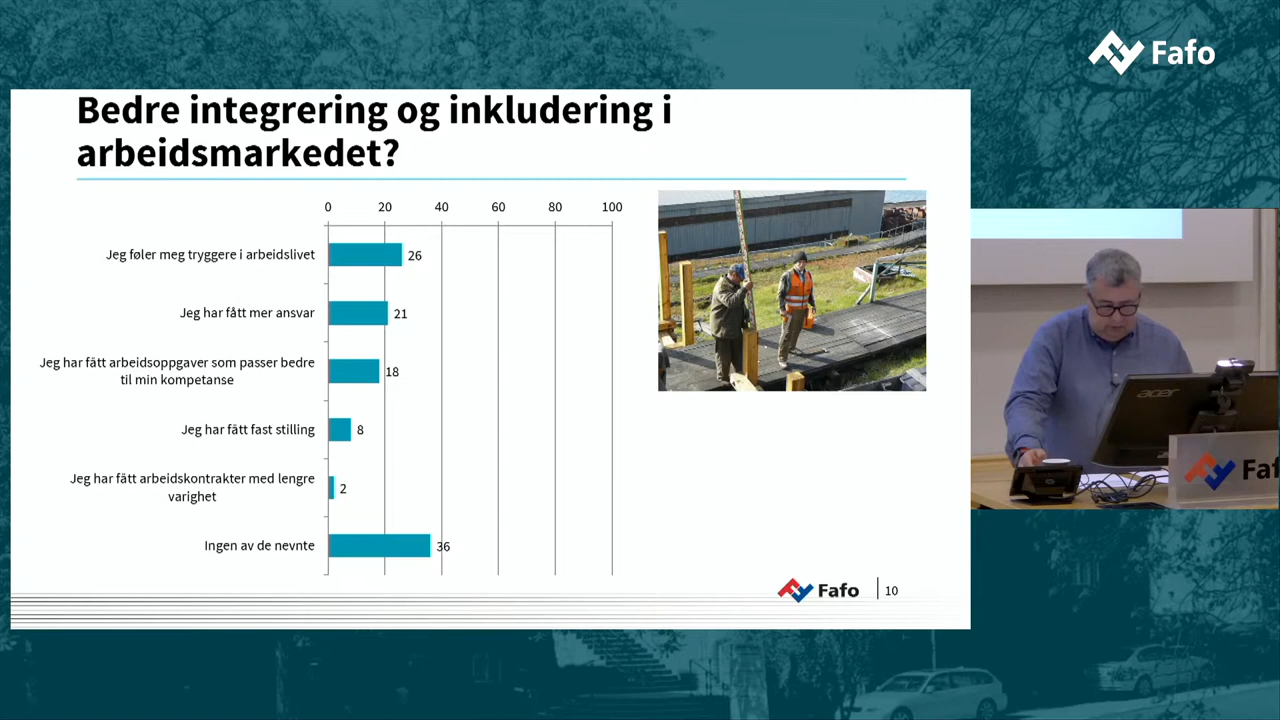 Fafo
Bedre integrering og inkludering i
arbeidsmarkedet?
0 20 40 60 80 100
Jeg føler meg tryggere i arbeidslivet 26
Jeg har fått mer ansvar 21
Jeg har fått arbeidsoppgaver som passer bedre
til min kompetanse 18
Jeg har fått fast stilling 8
Jeg har fått arbeidskontrakter med lengre
varighet 2
Ingen av de nevnte 36
Fafo 10
acer
Faf